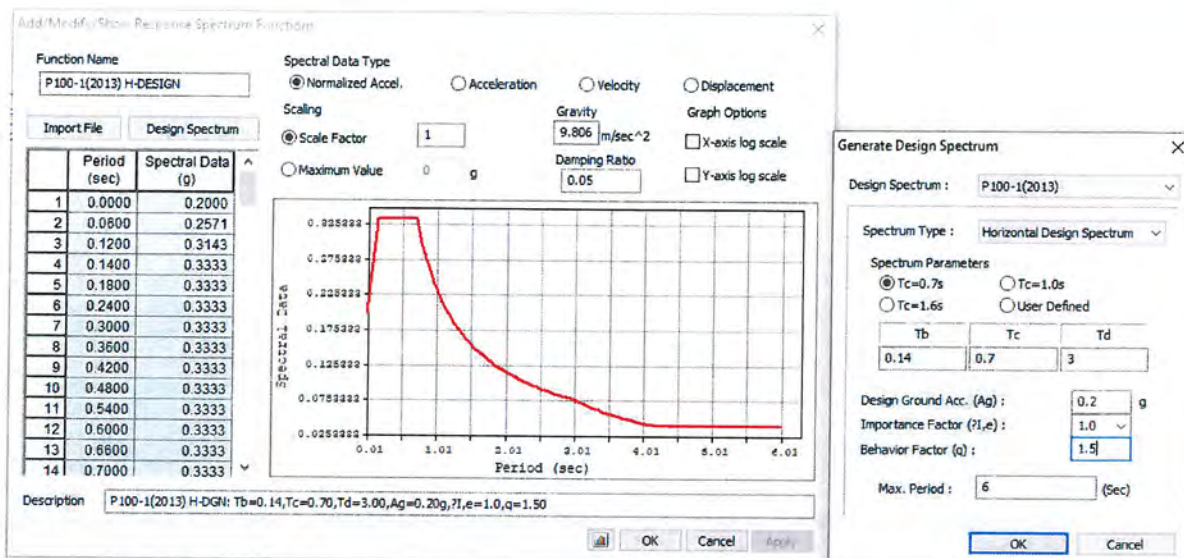 Add/Modify/Show Response Spectrum Functions
Function Name
P100-1(2013) H-DESIGN
Import File Design Spectrum
Spectral Data Type
Normalized Accel. Acceleration Velocity Displacement
Scaling Gravity Graph Options
Scale Factor 1 9.806 m/sec^2 X-axis log scale
Maximum Value 0 g Damping Ratio Y-axis log scale
0.05
Period (sec) Spectral Data (g)
1 0.0000 0.2000
2 0.0600 0.2571
3 0.1200 0.3143
4 0.1400 0.3333
5 0.1800 0.3333
6 0.2400 0.3333
7 0.3000 0.3333
8 0.3600 0.3333
9 0.4200 0.3333
10 0.4800 0.3333
11 0.5400 0.3333
12 0.6000 0.3333
13 0.6600 0.3333
14 0.7000 0.3333
Spectral Data
0.325333
0.275333
0.225333
0.175333
0.125333
0.0753333
0.0253333
0.01 1.01 2.01 3.01 4.01 5.01 6.01
Period (sec)
Description P100-1(2013) H-DGN: Tb=0.14,Tc=0.70,Td=3.00,Ag=0.20g,?I,e=1.0,q=1.50
OK Cancel Apply
Generate Design Spectrum
Design Spectrum : P100-1(2013)
Spectrum Type : Horizontal Design Spectrum
Spectrum Parameters
Tc=0.7s Tc=1.0s
Tc=1.6s User Defined
Tb Tc Td
0.14 0.7 3
Design Ground Acc. (Ag) : 0.2 g
Importance Factor (?I,e) : 1.0
Behavior Factor (q) : 1.5
Max. Period : 6 (Sec)
OK Cancel